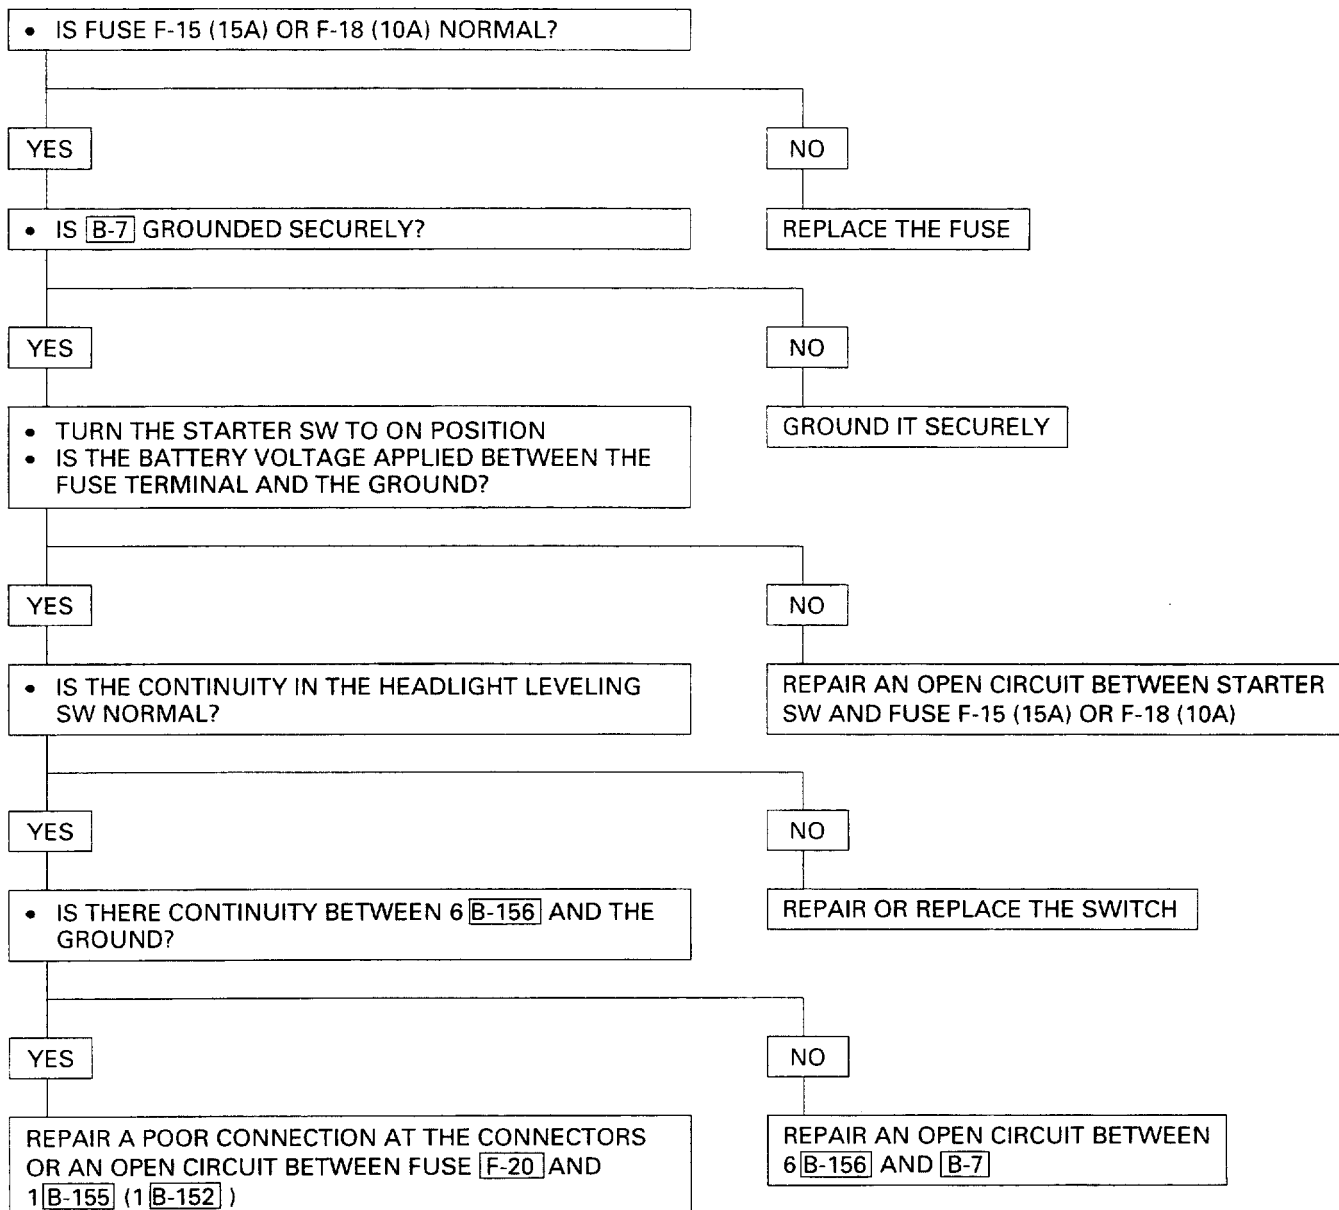 • IS FUSE F-15 (15A) OR F-18 (10A) NORMAL?
YES
NO
• IS B-7 GROUNDED SECURELY?
REPLACE THE FUSE
YES
NO
• TURN THE STARTER SW TO ON POSITION
• IS THE BATTERY VOLTAGE APPLIED BETWEEN THE
FUSE TERMINAL AND THE GROUND?
GROUND IT SECURELY
YES
NO
• IS THE CONTINUITY IN THE HEADLIGHT LEVELING
SW NORMAL?
REPAIR AN OPEN CIRCUIT BETWEEN STARTER
SW AND FUSE F-15 (15A) OR F-18 (10A)
YES
NO
• IS THERE CONTINUITY BETWEEN 6 B-156 AND THE
GROUND?
REPAIR OR REPLACE THE SWITCH
YES
NO
REPAIR A POOR CONNECTION AT THE CONNECTORS
OR AN OPEN CIRCUIT BETWEEN FUSE F-20 AND
1 B-155 (1 B-152 )
REPAIR AN OPEN CIRCUIT BETWEEN
6 B-156 AND B-7